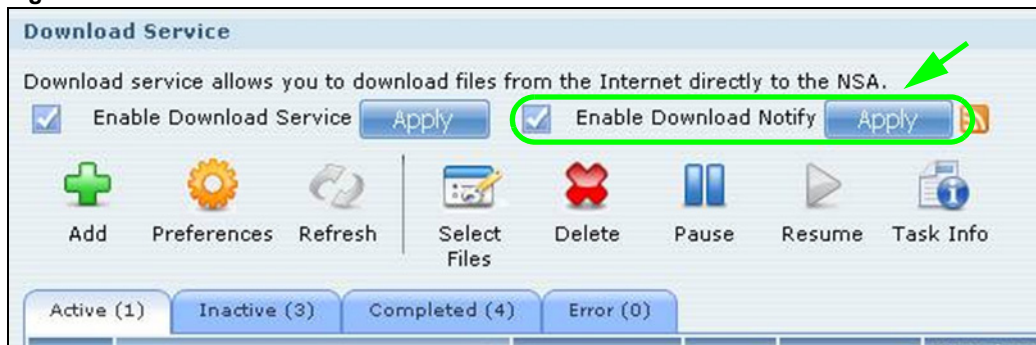 Download Service
Download service allows you to download files from the Internet directly to the NSA.
Enable Download Service Apply Enable Download Notify Apply
Add Preferences Refresh Select Files Delete Pause Resume Task Info
Active (1) Inactive (3) Completed (4) Error (0)